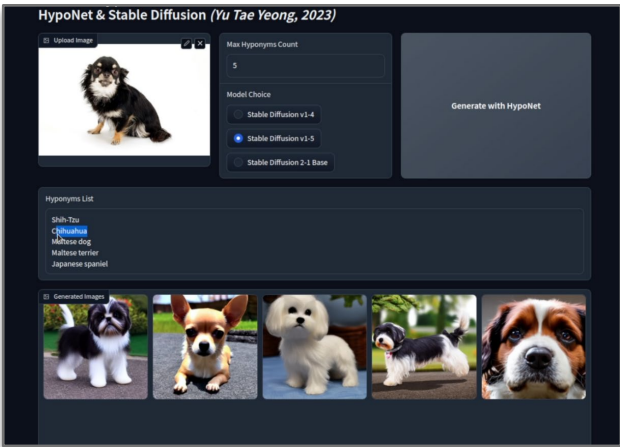 HypoNet & Stable Diffusion (Yu Tae Yeong, 2023)
Upload Image
Max Hyponyms Count
5
Model Choice
Stable Diffusion v1-4
Stable Diffusion v1-5
Stable Diffusion 2-1 Base
Generate with HypoNet
Hyponyms List
Shih-Tzu
Chihuahua
Maltese dog
Maltese terrier
Japanese spaniel
Generated Images